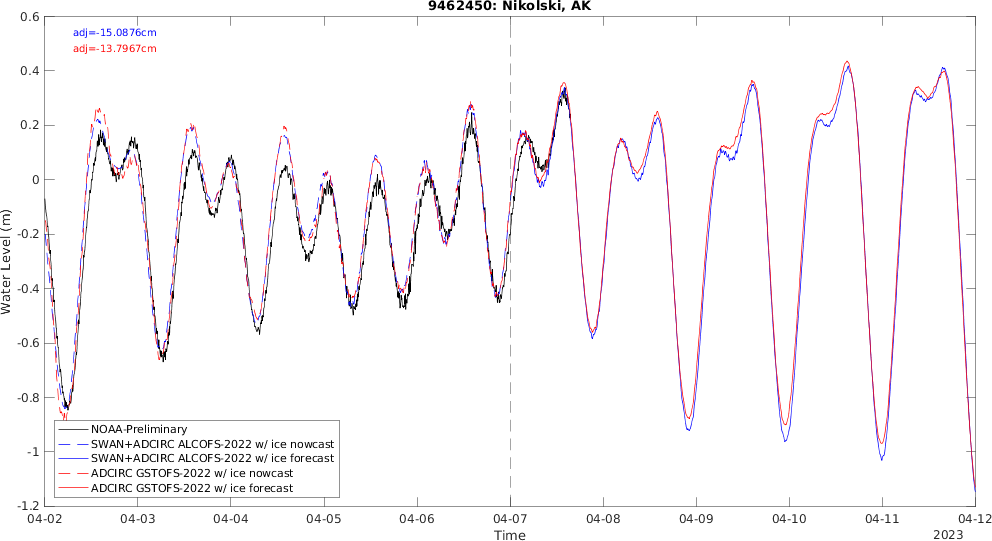 9462450: Nikolski, AK
adj=-15.0876cm
adj=-13.7967cm
0.6
0.4
0.2
0
-0.2
-0.4
-0.6
-0.8
-1
-1.2
Water Level (m)
NOAA-Preliminary
SWAN+ADCIRC ALCOFS-2022 w/ ice nowcast
SWAN+ADCIRC ALCOFS-2022 w/ ice forecast
ADCIRC GSTOFS-2022 w/ ice nowcast
ADCIRC GSTOFS-2022 w/ ice forecast
04-02 04-03 04-04 04-05 04-06 04-07 04-08 04-09 04-10 04-11 04-12
Time
2023